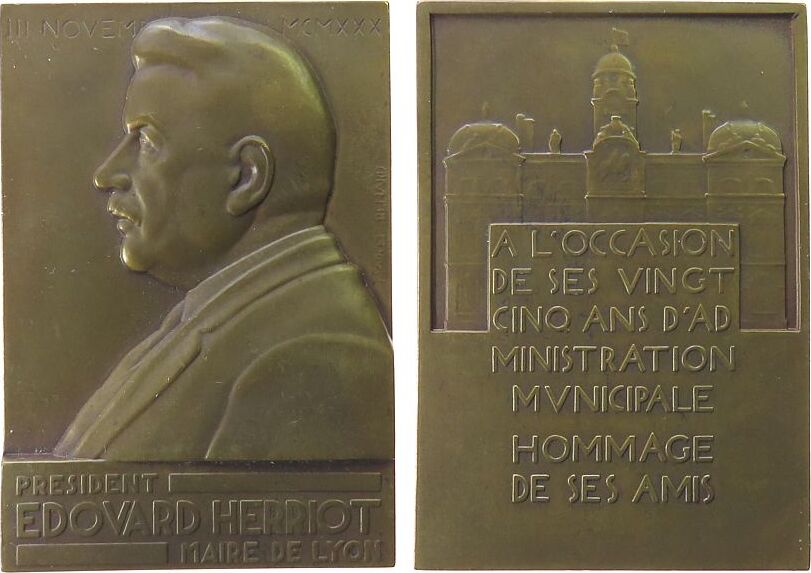 III NOVEM MCMXXX
PRESIDENT
EDOVARD HERRIOT
MAIRE DE LYON
A L'OCCASION
DE SES VINGT
CINQ ANS D'AD
MINISTRATION
MVNICIPALE
HOMMAGE
DE SES AMIS